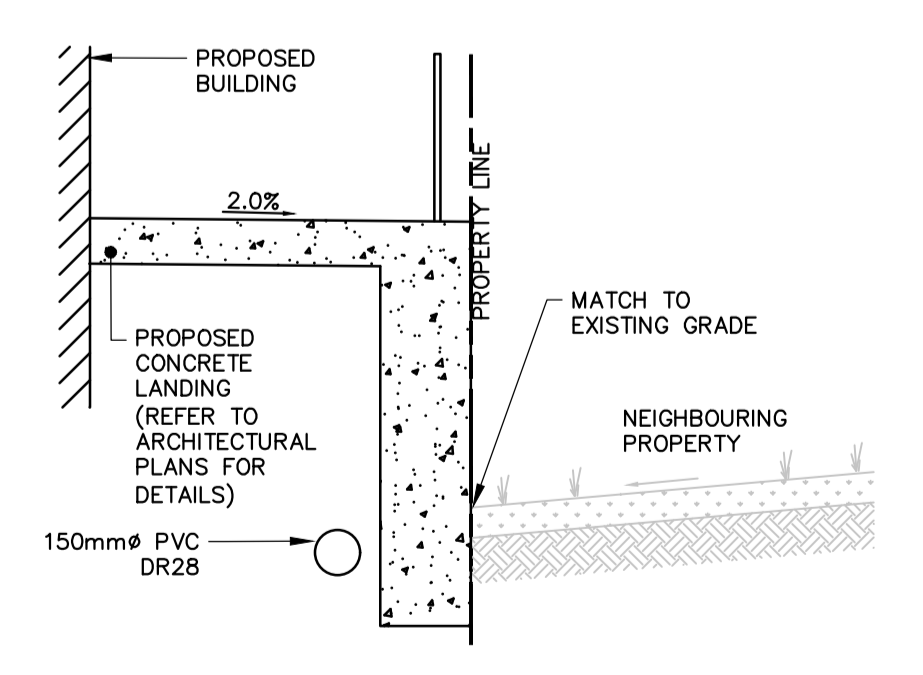 PROPOSED
BUILDING
2.0%
PROPERTY LINE
MATCH TO
EXISTING GRADE
PROPOSED
CONCRETE
LANDING
(REFER TO
ARCHITECTURAL
PLANS FOR
DETAILS)
NEIGHBOURING
PROPERTY
150mmø PVC
DR28